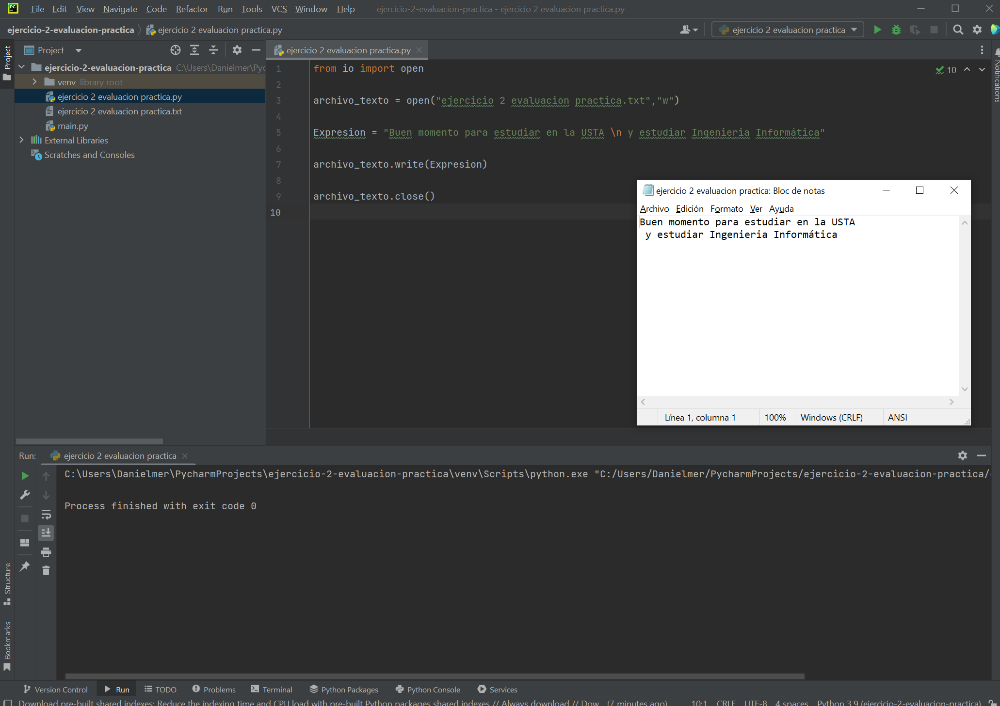 PC File Edit View Navigate Code Refactor Run Tools VCS Window Help ejercicio-2-evaluacion-practica - ejercicio 2 evaluacion practica.py
ejercicio-2-evaluacion-practica ejercicio 2 evaluacion practica.py ejercicio 2 evaluacion practica
Project
Project
ejercicio-2-evaluacion-practica C:\Users\Danielmer\Pyc
venv library root
ejercicio 2 evaluacion practica.py
ejercicio 2 evaluacion practica.txt
main.py
External Libraries
Scratches and Consoles
ejercicio 2 evaluacion practica.py
10
Notifications
1 from io import open
2
3 archivo_texto = open("ejercicio 2 evaluacion practica.txt","w")
4
5 Expresion = "Buen momento para estudiar en la USTA \n y estudiar Ingenieria Informática"
6
7 archivo_texto.write(Expresion)
8
9 archivo_texto.close()
10
ejercicio 2 evaluacion practica: Bloc de notas
Archivo Edición Formato Ver Ayuda
Buen momento para estudiar en la USTA
y estudiar Ingenieria Informática
Línea 1, columna 1 100% Windows (CRLF) ANSI
Run: ejercicio 2 evaluacion practica
C:\Users\Danielmer\PycharmProjects\ejercicio-2-evaluacion-practica\venv\Scripts\python.exe "C:/Users/Danielmer/PycharmProjects/ejercicio-2-evaluacion-practica/
Process finished with exit code 0
Structure
Bookmarks
Version Control Run TODO Problems Terminal Python Packages Python Console Services
Download pre-built shared indexes: Reduce the indexing time and CPU load with pre-built Python packages shared indexes // Always download // Dow... (7 minutes ago) 10:1 CRLF UTF-8 4 spaces Python 3.9 (ejercicio-2-evaluacion-practica)